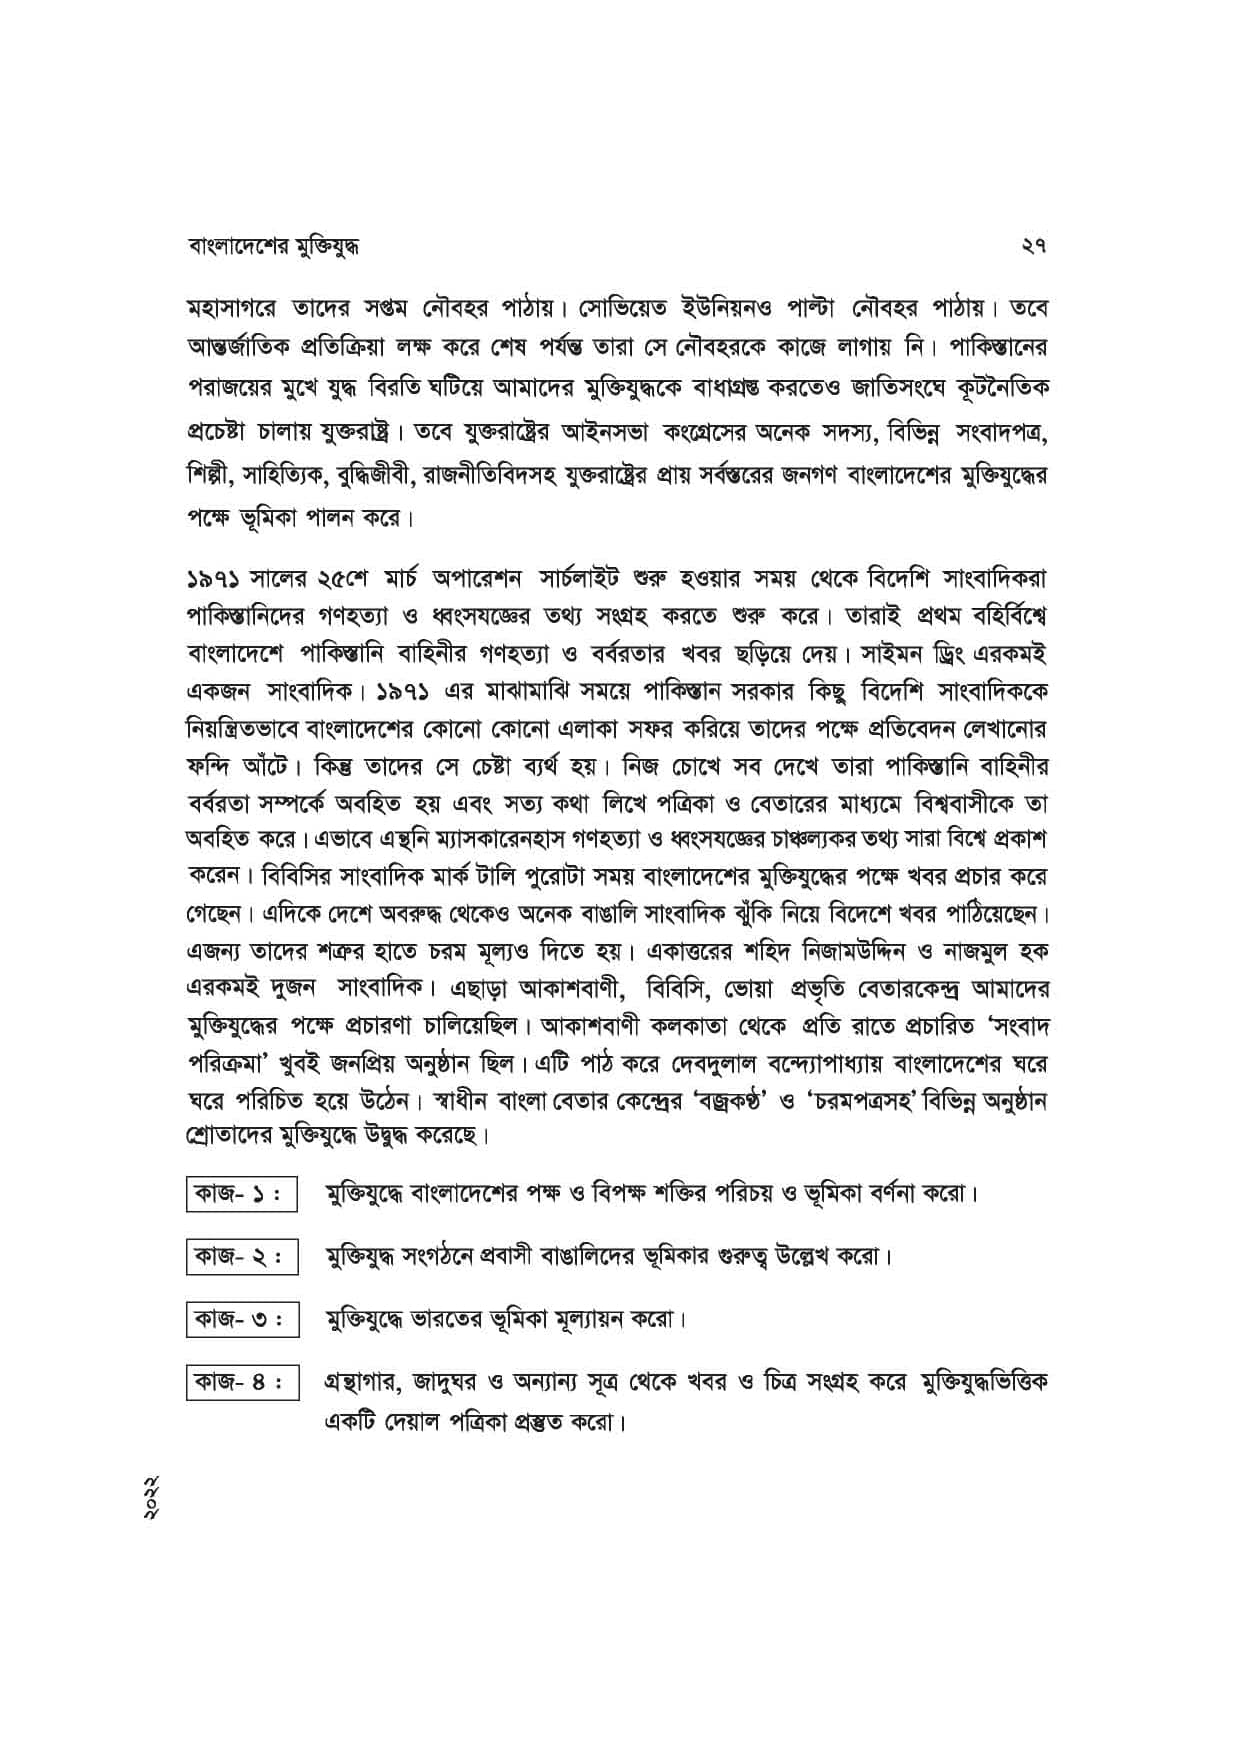 বাংলাদেশের মুক্তিযুদ্ধ ২৭
মহাসাগরে তাদের সপ্তম নৌবহর পাঠায়। সোভিয়েত ইউনিয়নও পাল্টা নৌবহর পাঠায়। তবে
আন্তর্জাতিক প্রতিক্রিয়া লক্ষ করে শেষ পর্যন্ত তারা সে নৌবহরকে কাজে লাগায় নি। পাকিস্তানের
পরাজয়ের মুখে যুদ্ধ বিরতি ঘটিয়ে আমাদের মুক্তিযুদ্ধকে বাধাগ্রস্ত করতেও জাতিসংঘে কূটনৈতিক
প্রচেষ্টা চালায় যুক্তরাষ্ট্র। তবে যুক্তরাষ্ট্রের আইনসভা কংগ্রেসের অনেক সদস্য, বিভিন্ন সংবাদপত্র,
শিল্পী, সাহিত্যিক, বুদ্ধিজীবী, রাজনীতিবিদসহ যুক্তরাষ্ট্রের প্রায় সর্বস্তরের জনগণ বাংলাদেশের মুক্তিযুদ্ধের
পক্ষে ভূমিকা পালন করে।
১৯৭১ সালের ২৫শে মার্চ অপারেশন সার্চলাইট শুরু হওয়ার সময় থেকে বিদেশি সাংবাদিকরা
পাকিস্তানিদের গণহত্যা ও ধ্বংসযজ্ঞের তথ্য সংগ্রহ করতে শুরু করে। তারাই প্রথম বহির্বিশ্বে
বাংলাদেশে পাকিস্তানি বাহিনীর গণহত্যা ও বর্বরতার খবর ছড়িয়ে দেয়। সাইমন ড্রিং এরকমই
একজন সাংবাদিক। ১৯৭১ এর মাঝামাঝি সময়ে পাকিস্তান সরকার কিছু বিদেশি সাংবাদিককে
নিয়ন্ত্রিতভাবে বাংলাদেশের কোনো কোনো এলাকা সফর করিয়ে তাদের পক্ষে প্রতিবেদন লেখানোর
ফন্দি আঁটে। কিন্তু তাদের সে চেষ্টা ব্যর্থ হয়। নিজ চোখে সব দেখে তারা পাকিস্তানি বাহিনীর
বর্বরতা সম্পর্কে অবহিত হয় এবং সত্য কথা লিখে পত্রিকা ও বেতারের মাধ্যমে বিশ্ববাসীকে তা
অবহিত করে। এভাবে এন্থনি ম্যাসকারেনহাস গণহত্যা ও ধ্বংসযজ্ঞের চাঞ্চল্যকর তথ্য সারা বিশ্বে প্রকাশ
করেন। বিবিসির সাংবাদিক মার্ক টালি পুরোটা সময় বাংলাদেশের মুক্তিযুদ্ধের পক্ষে খবর প্রচার করে
গেছেন। এদিকে দেশে অবরুদ্ধ থেকেও অনেক বাঙালি সাংবাদিক ঝুঁকি নিয়ে বিদেশে খবর পাঠিয়েছেন।
এজন্য তাদের শত্রুর হাতে চরম মূল্যও দিতে হয়। একাত্তরের শহিদ নিজামউদ্দিন ও নাজমুল হক
এরকমই দুজন সাংবাদিক। এছাড়া আকাশবাণী, বিবিসি, ভোয়া প্রভৃতি বেতারকেন্দ্র আমাদের
মুক্তিযুদ্ধের পক্ষে প্রচারণা চালিয়েছিল। আকাশবাণী কলকাতা থেকে প্রতি রাতে প্রচারিত ‘সংবাদ
পরিক্রমা’ খুবই জনপ্রিয় অনুষ্ঠান ছিল। এটি পাঠ করে দেবদুলাল বন্দ্যোপাধ্যায় বাংলাদেশের ঘরে
ঘরে পরিচিত হয়ে উঠেন। স্বাধীন বাংলা বেতার কেন্দ্রের ‘বজ্রকণ্ঠ’ ও ‘চরমপত্রসহ’ বিভিন্ন অনুষ্ঠান
শ্রোতাদের মুক্তিযুদ্ধে উদ্বুদ্ধ করেছে।
কাজ- ১ : মুক্তিযুদ্ধে বাংলাদেশের পক্ষ ও বিপক্ষ শক্তির পরিচয় ও ভূমিকা বর্ণনা করো।
কাজ- ২ : মুক্তিযুদ্ধ সংগঠনে প্রবাসী বাঙালিদের ভূমিকার গুরুত্ব উল্লেখ করো।
কাজ- ৩ : মুক্তিযুদ্ধে ভারতের ভূমিকা মূল্যায়ন করো।
কাজ- ৪ : গ্রন্থাগার, জাদুঘর ও অন্যান্য সূত্র থেকে খবর ও চিত্র সংগ্রহ করে মুক্তিযুদ্ধভিত্তিক
একটি দেয়াল পত্রিকা প্রস্তুত করো।
২০২২